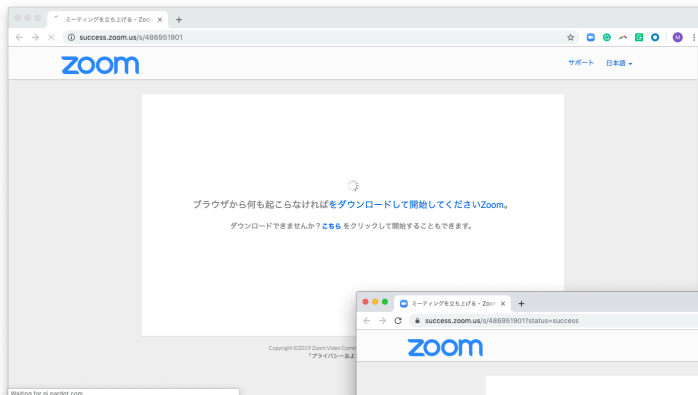 ミーティングを立ち上げる - Zoom
success.zoom.us/s/486951901
M
zoom
サポート 日本語
ブラウザから何も起こらなければをダウンロードして開始してくださいZoom。
ダウンロードできませんか？こちら をクリックして開始することもできます。
Copyright ©2019 Zoom Video Comm
「プライバシーおよ
ミーティングを立ち上げる - Zoom
success.zoom.us/s/486951901?status=success
zoom
Waiting for pi.pardot.com